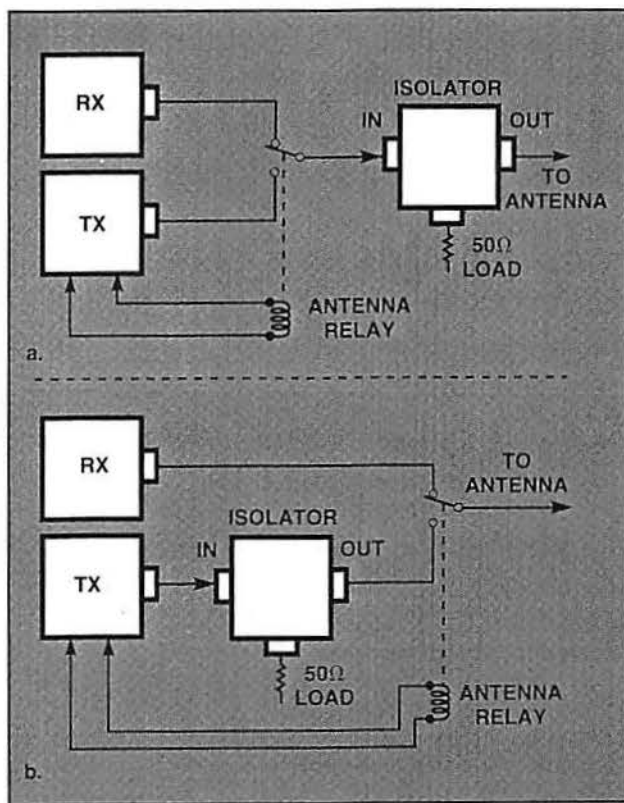 RX
ISOLATOR
IN
OUT
TX
TO
ANTENNA
50Ω
LOAD
ANTENNA
RELAY
a.
RX
TO
ANTENNA
ISOLATOR
IN
OUT
TX
50Ω
LOAD
ANTENNA
RELAY
b.